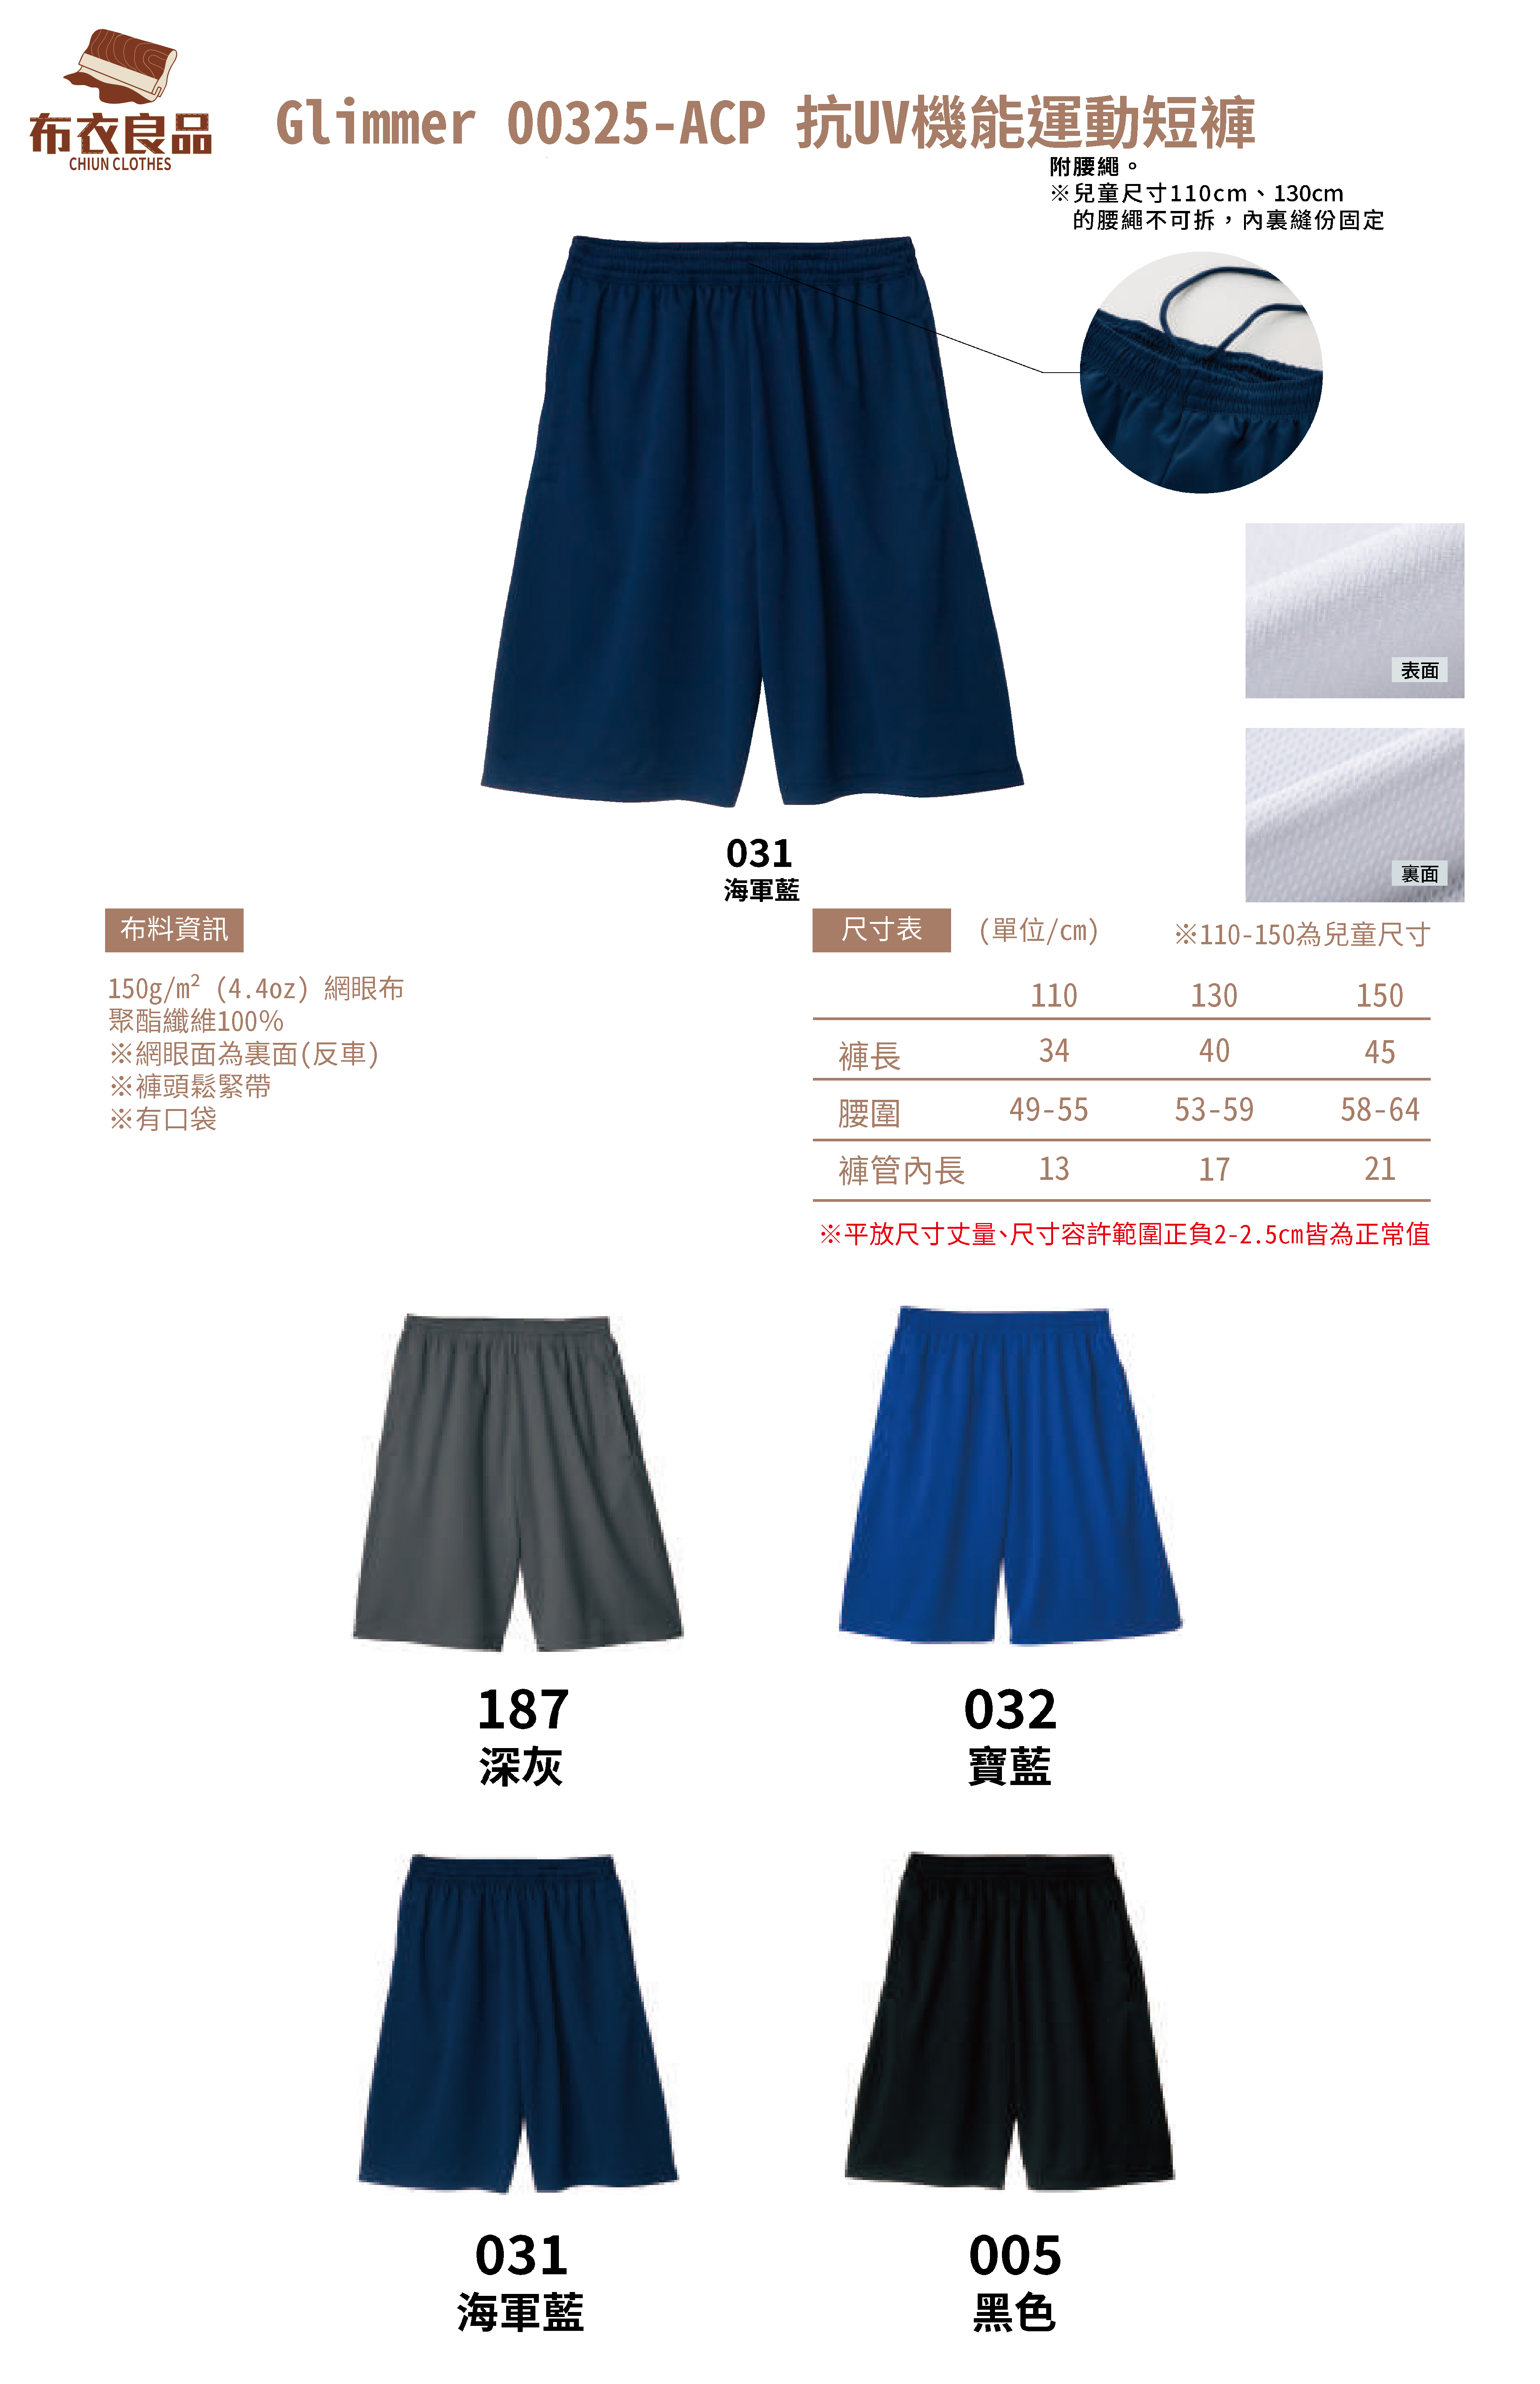 布衣良品
CHIUN CLOTHES
Glimmer 00325-ACP 抗UV機能運動短褲
附腰繩。
※兒童尺寸110cm、130cm
的腰繩不可拆，內裏縫份固定
表面
裏面
031
海軍藍
布料資訊
150g/m² (4.4oz) 網眼布
聚酯纖維100%
※網眼面為裏面(反車)
※褲頭鬆緊帶
※有口袋
尺寸表 (單位/cm) ※110-150為兒童尺寸
110 130 150
褲長 34 40 45
腰圍 49-55 53-59 58-64
褲管內長 13 17 21
※平放尺寸丈量、尺寸容許範圍正負2-2.5cm皆為正常值
187
深灰
032
寶藍
031
海軍藍
005
黑色